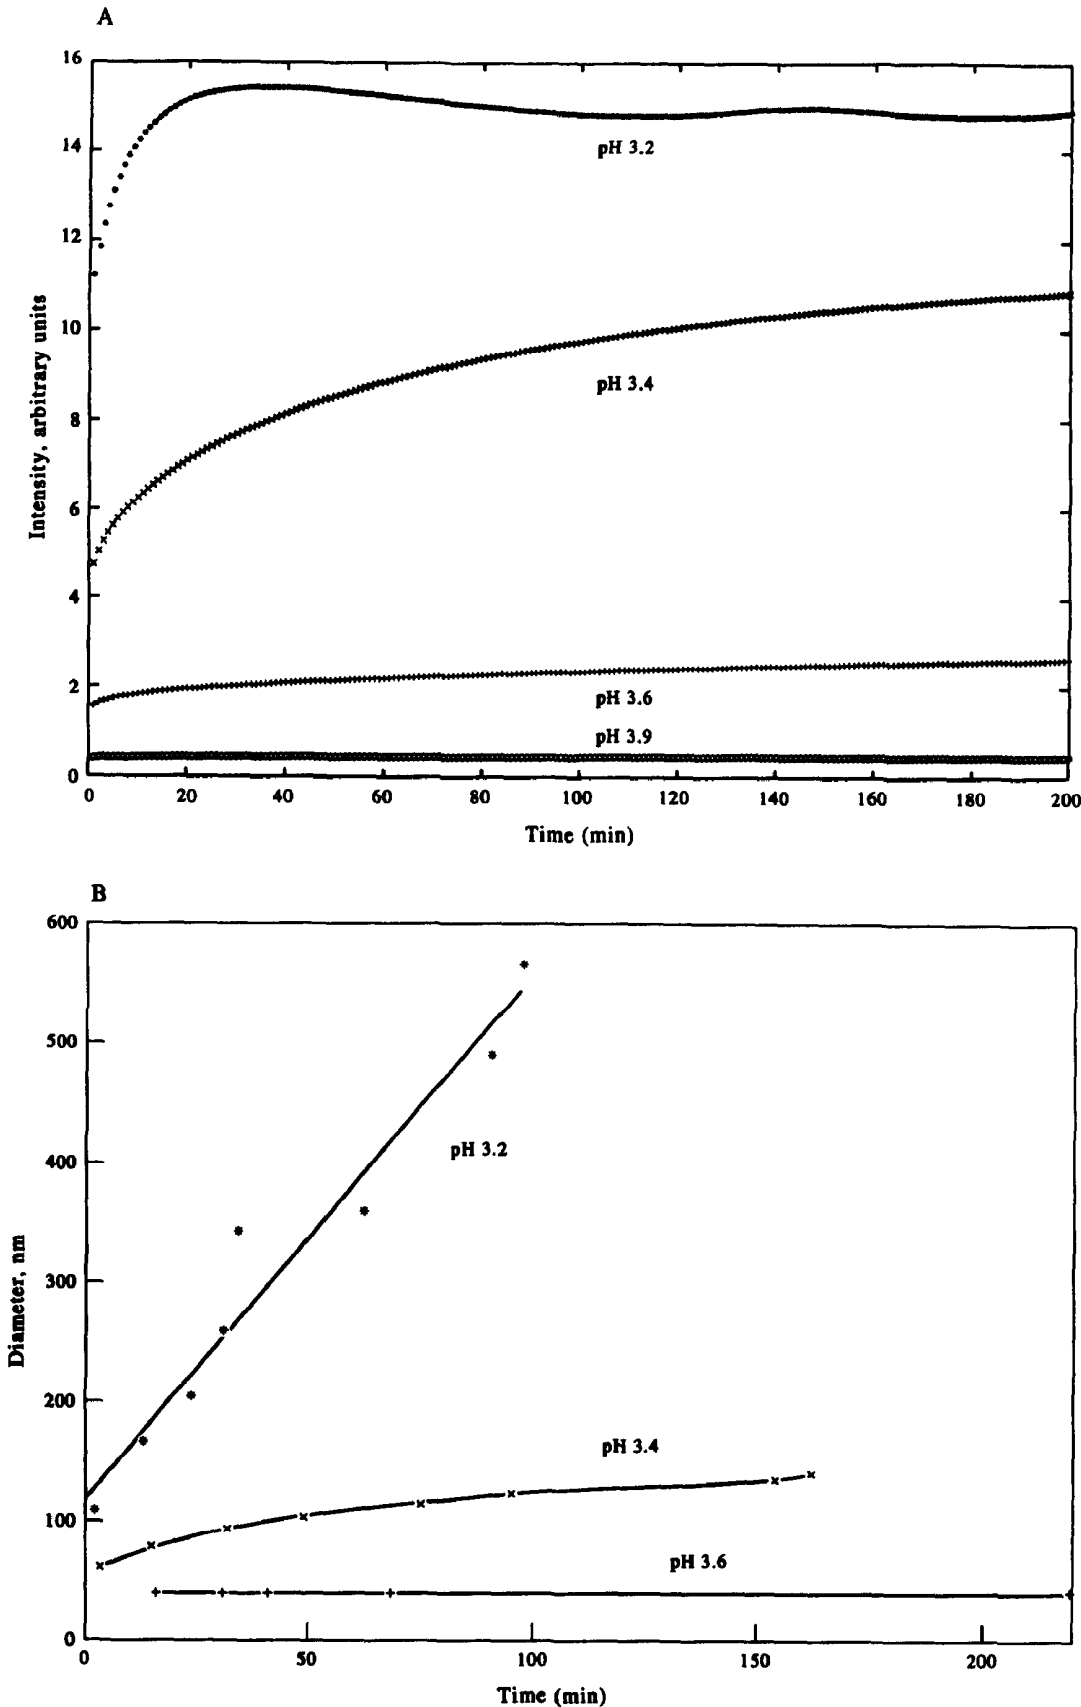 A
16
14
12
10
8
6
4
2
0
Intensity, arbitrary units
pH 3.2
pH 3.4
pH 3.6
pH 3.9
0 20 40 60 80 100 120 140 160 180 200
Time (min)
B
600
500
400
300
200
100
0
Diameter, nm
pH 3.2
pH 3.4
pH 3.6
0 50 100 150 200
Time (min)